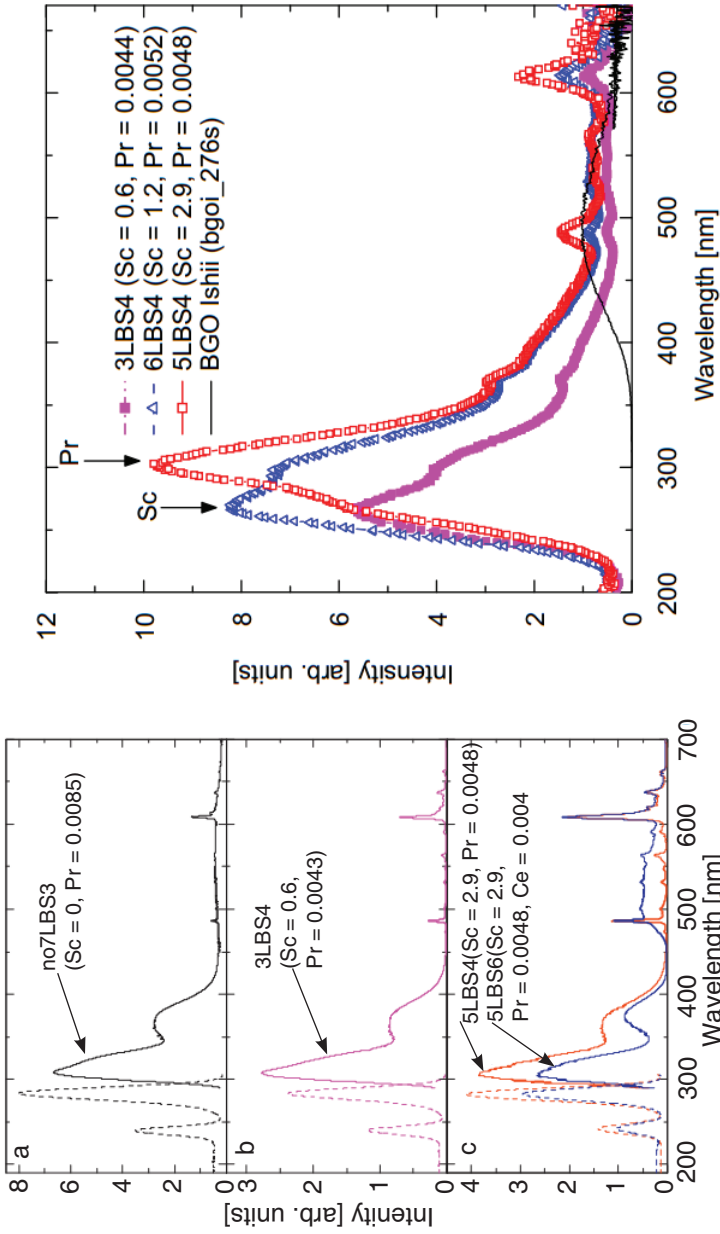 a
no7LBS3
(Sc = 0, Pr = 0.0085)
8
6
4
2
0
b
3LBS4
(Sc = 0.6,
Pr = 0.0043)
3
2
1
0
c
5LBS4(Sc = 2.9, Pr = 0.0048)
5LBS6(Sc = 2.9,
Pr = 0.0048, Ce = 0.004
4
3
2
1
0
200 300 400 500 600 700
Wavelength [nm]
Intensity [arb. units]
12
10
8
6
4
2
0
Intensity [arb. units]
Sc
Pr
3LBS4 (Sc = 0.6, Pr = 0.0044)
6LBS4 (Sc = 1.2, Pr = 0.0052)
5LBS4 (Sc = 2.9, Pr = 0.0048)
BGO Ishii (bgoi_276s)
200 300 400 500 600
Wavelength [nm]